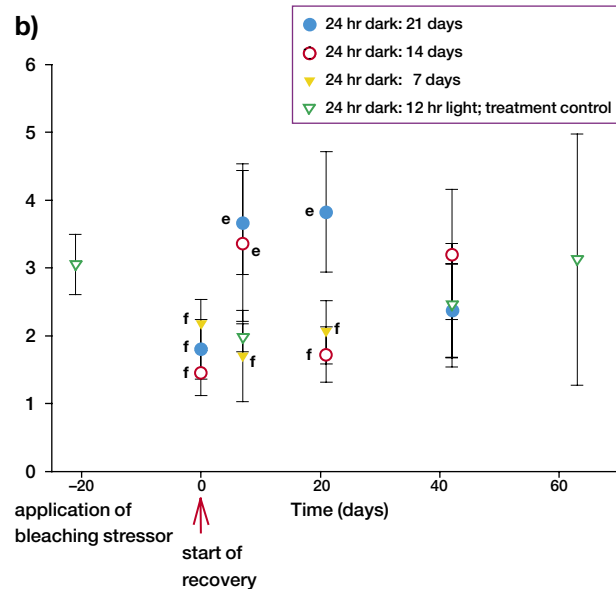 b)
24 hr dark: 21 days
24 hr dark: 14 days
24 hr dark: 7 days
24 hr dark: 12 hr light; treatment control
6
5
4
3
2
1
0
e
e
e
f
f
f
f
f
f
–20
0
20
40
60
Time (days)
application of
bleaching stressor
start of
recovery